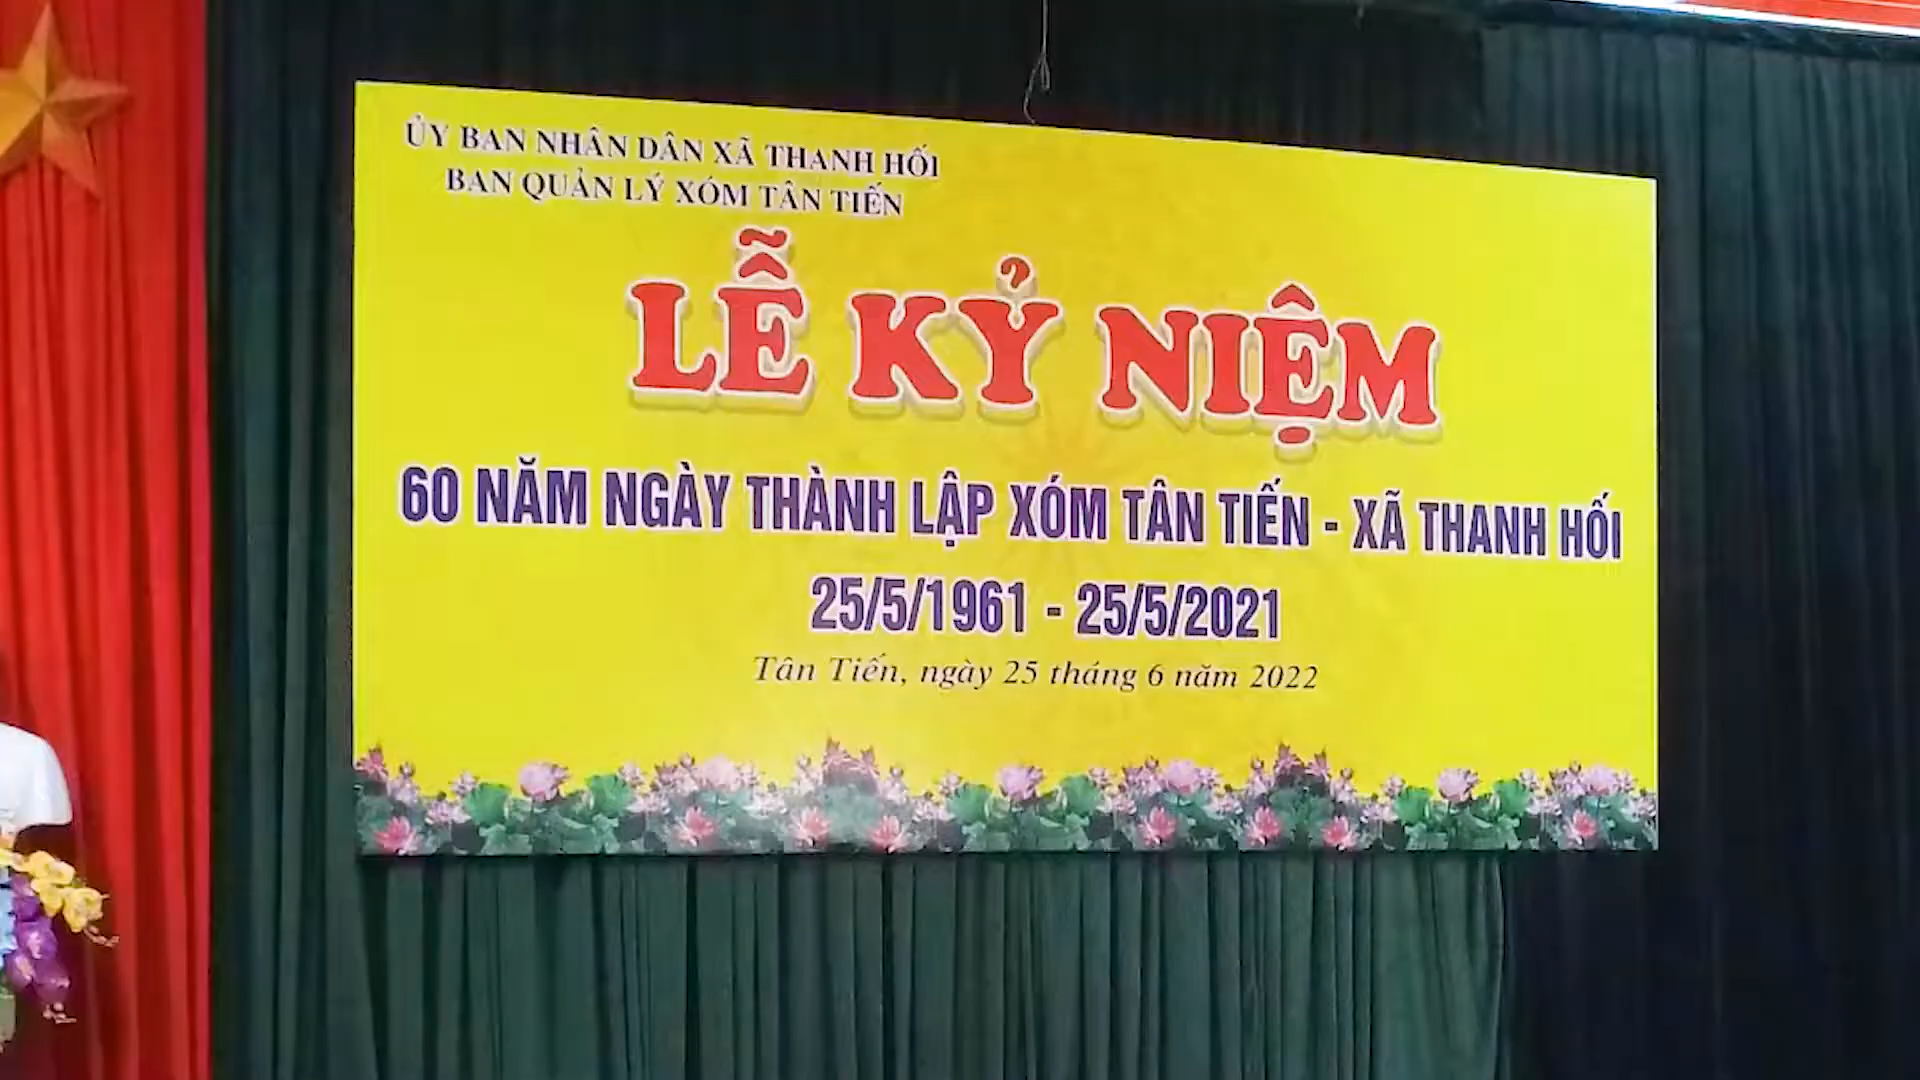 ỦY BAN NHÂN DÂN XÃ THANH HỐI
BAN QUẢN LÝ XÓM TÂN TIẾN
LỄ KỶ NIỆM
60 NĂM NGÀY THÀNH LẬP XÓM TÂN TIẾN - XÃ THANH HỐI
25/5/1961 - 25/5/2021
Tân Tiến, ngày 25 tháng 6 năm 2022